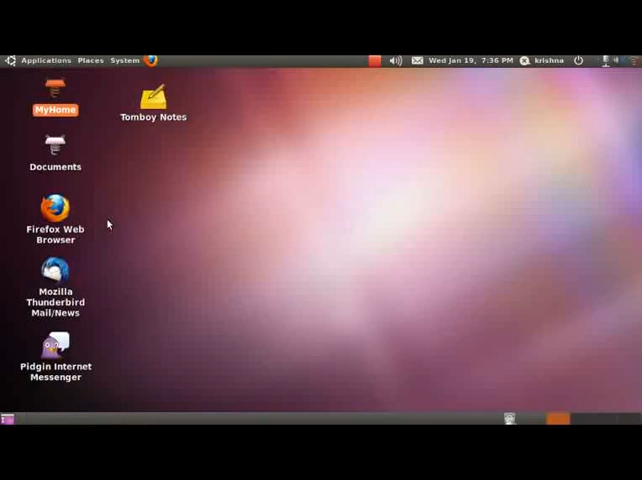 Applications Places System Wed Jan 19, 7:36 PM krishna
MyHome
Tomboy Notes
Documents
Firefox Web
Browser
Mozilla
Thunderbird
Mail/News
Pidgin Internet
Messenger